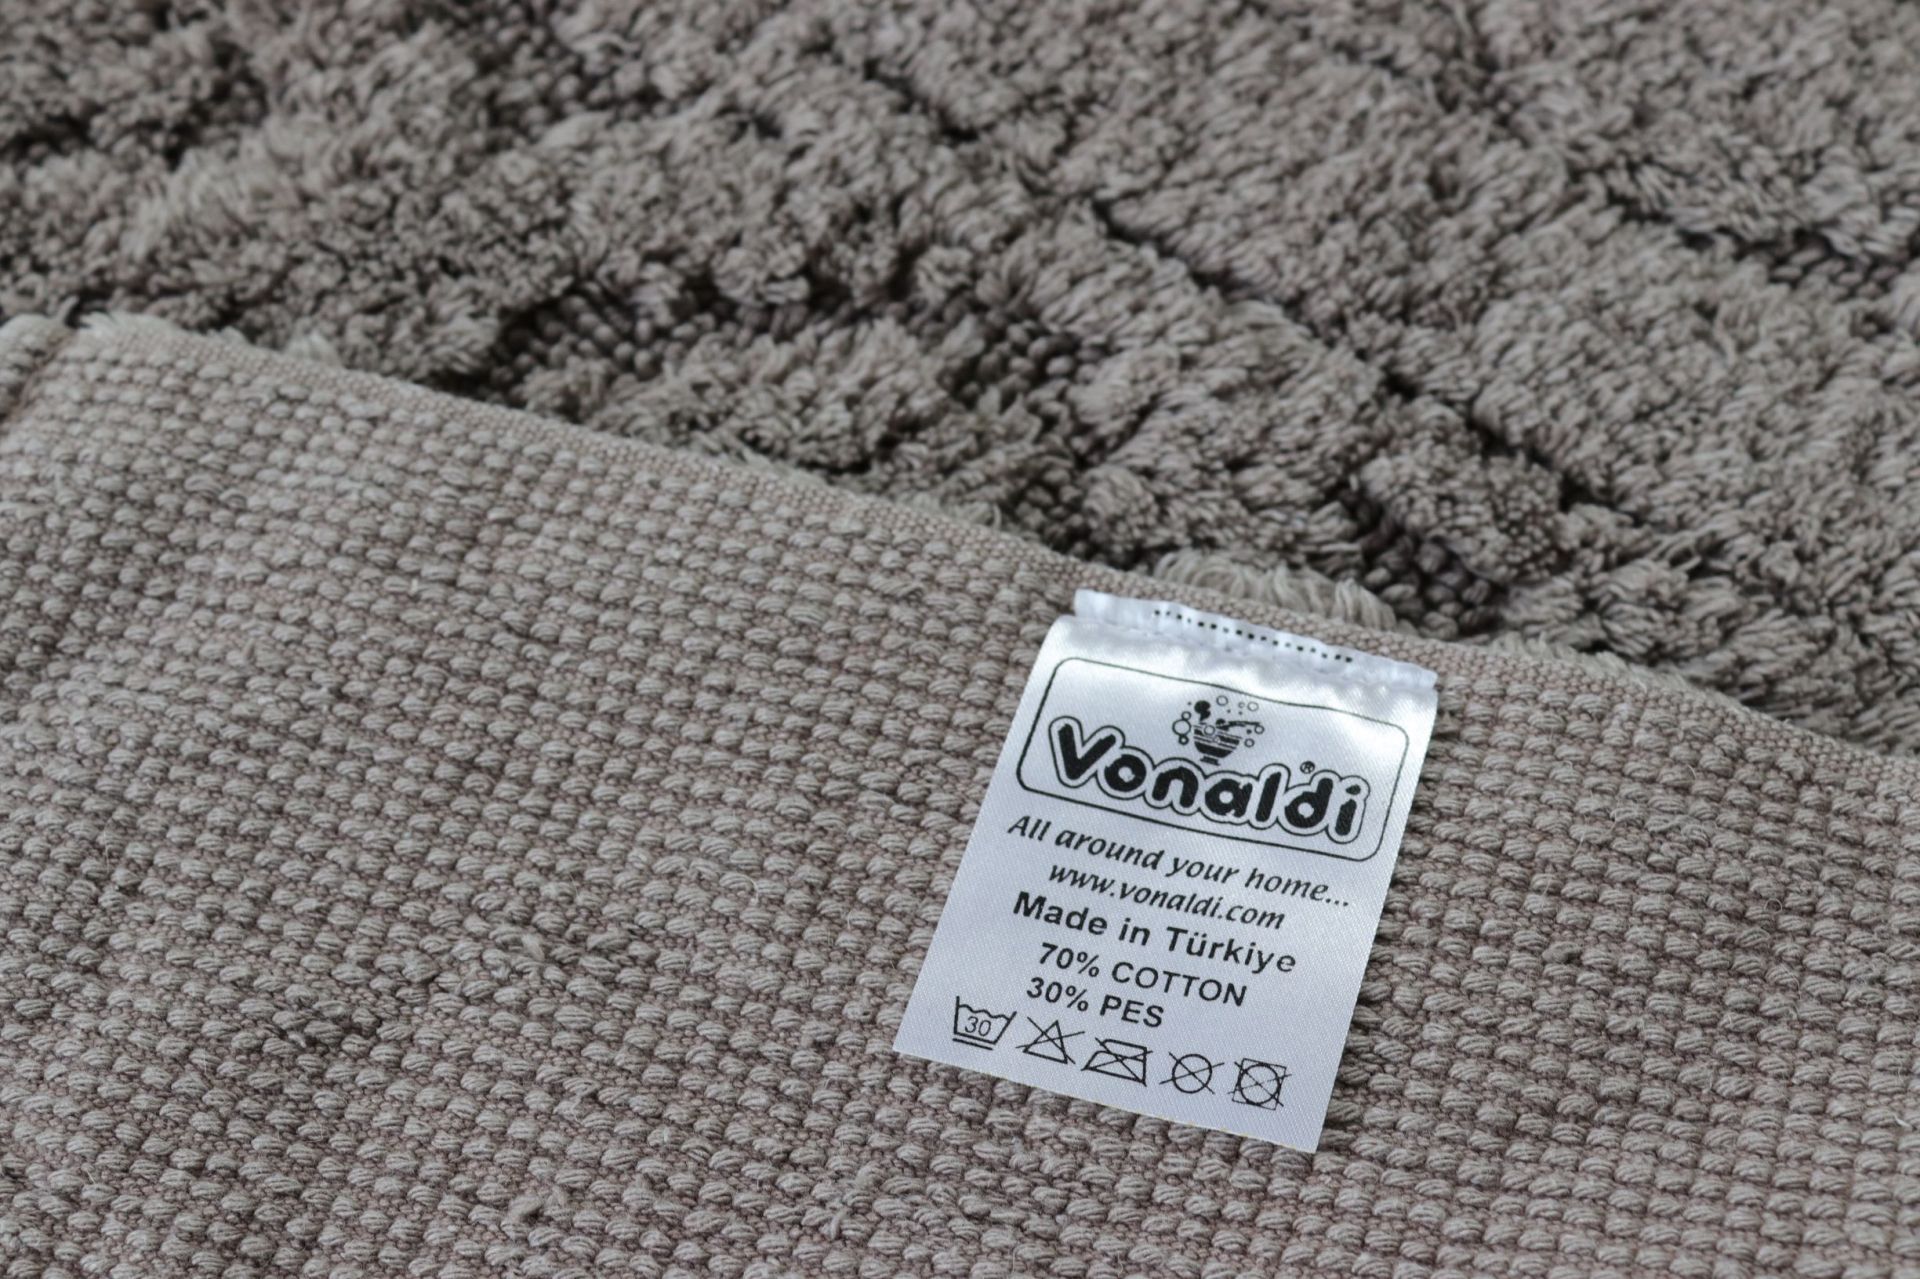 Vonaldi®
All around your home...
www.vonaldi.com
Made in Türkiye
70% COTTON
30% PES
30